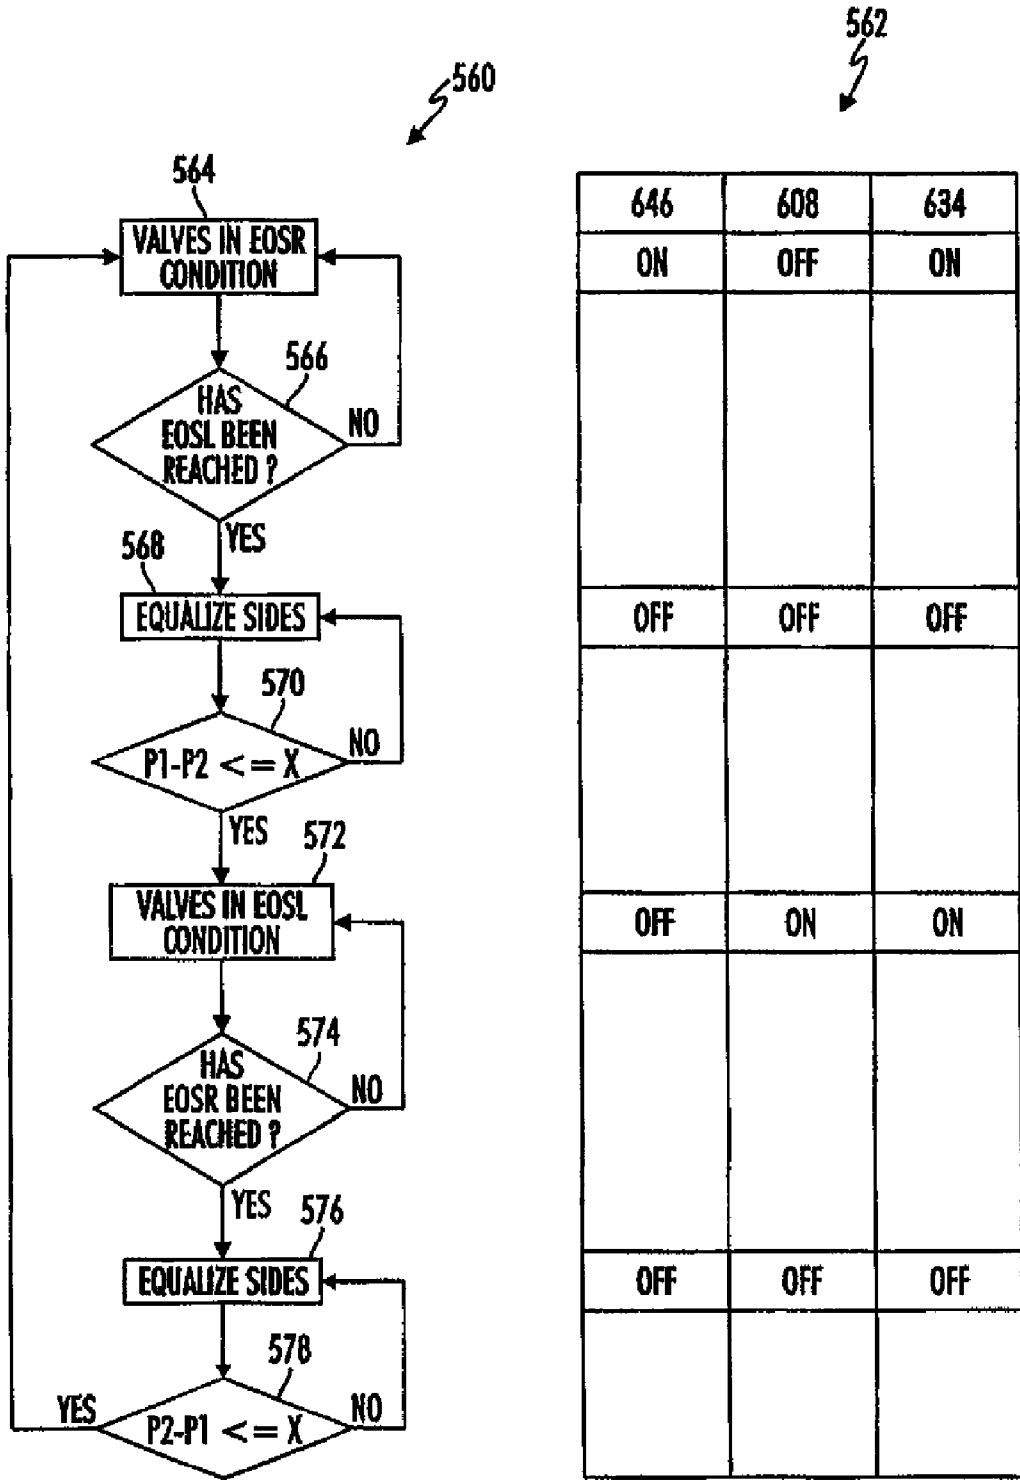 562
560
564
VALVES IN EOSR
CONDITION
566
HAS
EOSL BEEN
REACHED ?
NO
YES
568
EQUALIZE SIDES
570
P1-P2 <= X
NO
YES
572
VALVES IN EOSL
CONDITION
574
HAS
EOSR BEEN
REACHED ?
NO
YES
576
EQUALIZE SIDES
578
P2-P1 <= X
YES
NO
646 608 634
ON OFF ON
OFF OFF OFF
OFF ON ON
OFF OFF OFF